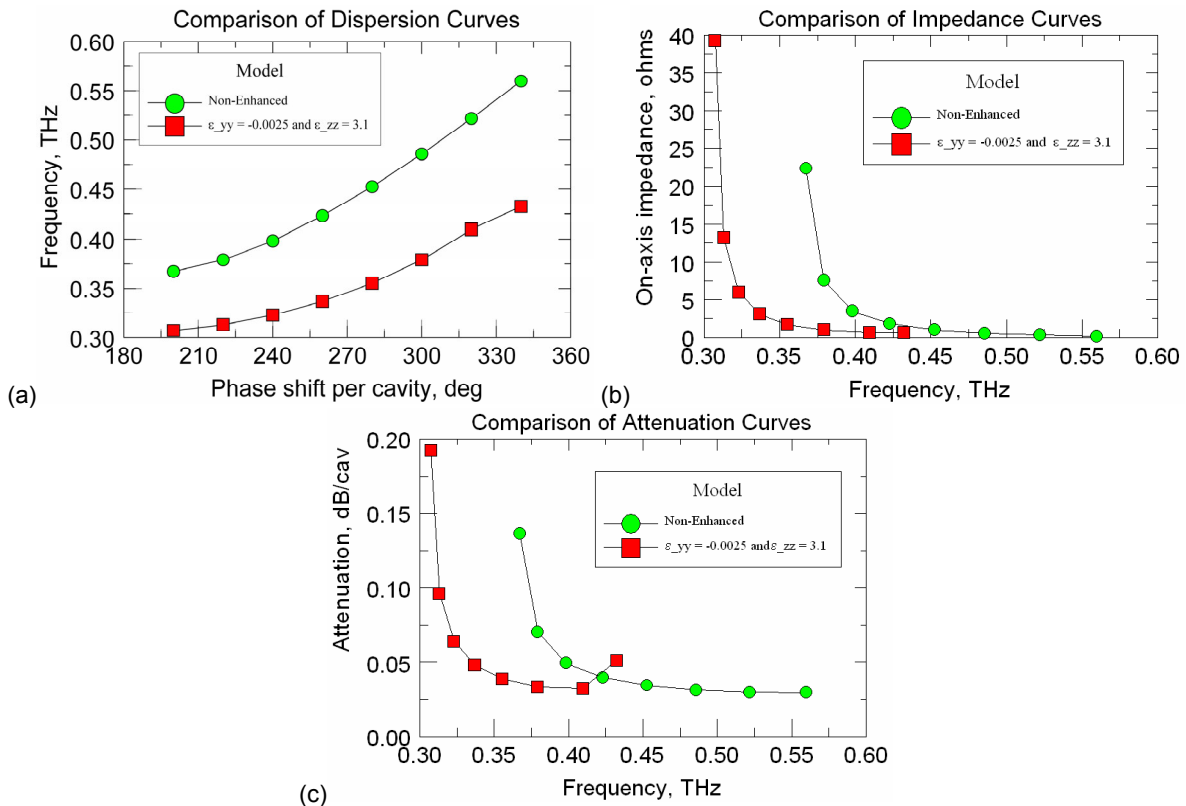 Comparison of Dispersion Curves
0.60
0.55
0.50
0.45
0.40
0.35
0.30
Frequency, THz
Model
Non-Enhanced
ε_yy = -0.0025 and ε_zz = 3.1
180 210 240 270 300 330 360
Phase shift per cavity, deg
(a)
Comparison of Impedance Curves
40
35
30
25
20
15
10
5
0
On-axis impedance, ohms
Model
Non-Enhanced
ε_yy = -0.0025 and ε_zz = 3.1
0.30 0.35 0.40 0.45 0.50 0.55 0.60
Frequency, THz
(b)
Comparison of Attenuation Curves
0.20
0.15
0.10
0.05
0.00
Attenuation, dB/cav
Model
Non-Enhanced
ε_yy = -0.0025 andε_zz = 3.1
0.30 0.35 0.40 0.45 0.50 0.55 0.60
Frequency, THz
(c)